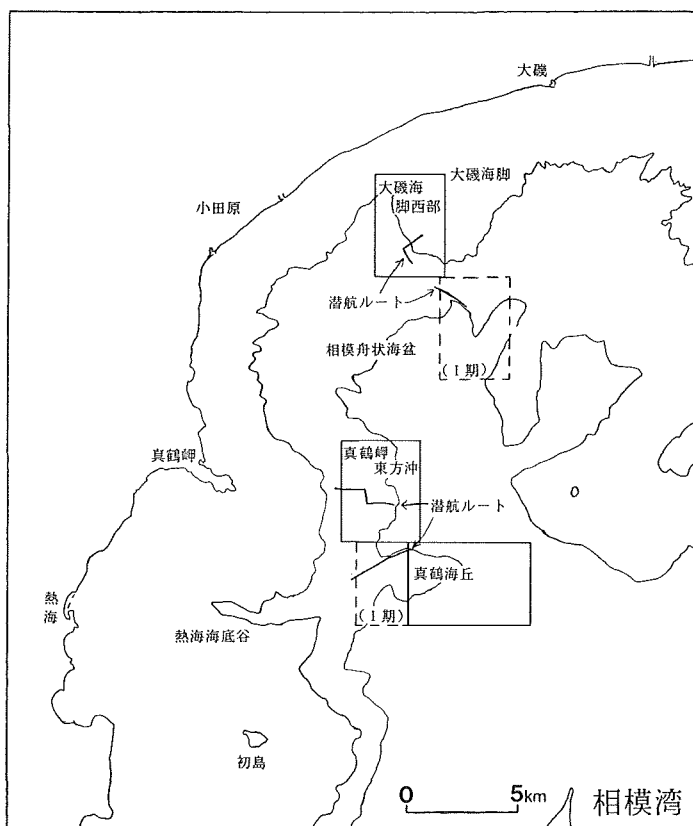 大磯
大磯海脚
大磯海
脚西部
小田原
潜航ルート
相模舟状海盆
(I期)
真鶴岬
真鶴岬
東方沖
潜航ルート
真鶴海丘
熱海
(I期)
熱海海底谷
初島
0 5km
相模湾